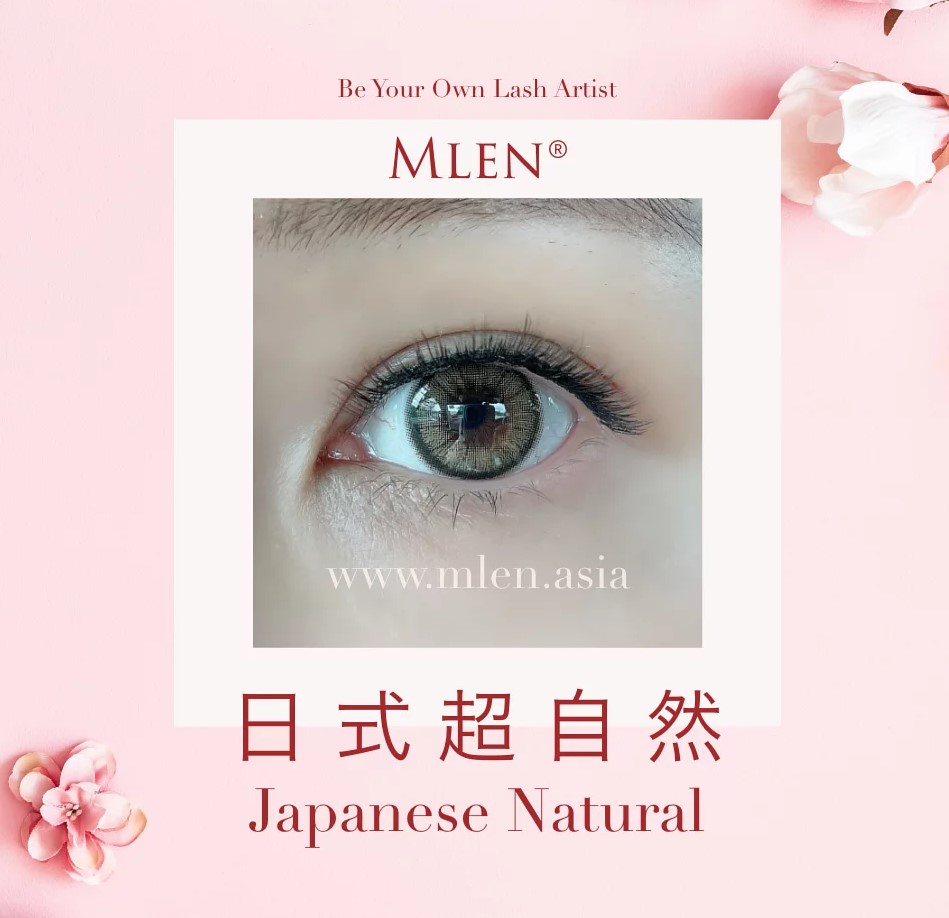 Be Your Own Lash Artist
MLEN®
www.mlen.asia
日式超自然
Japanese Natural